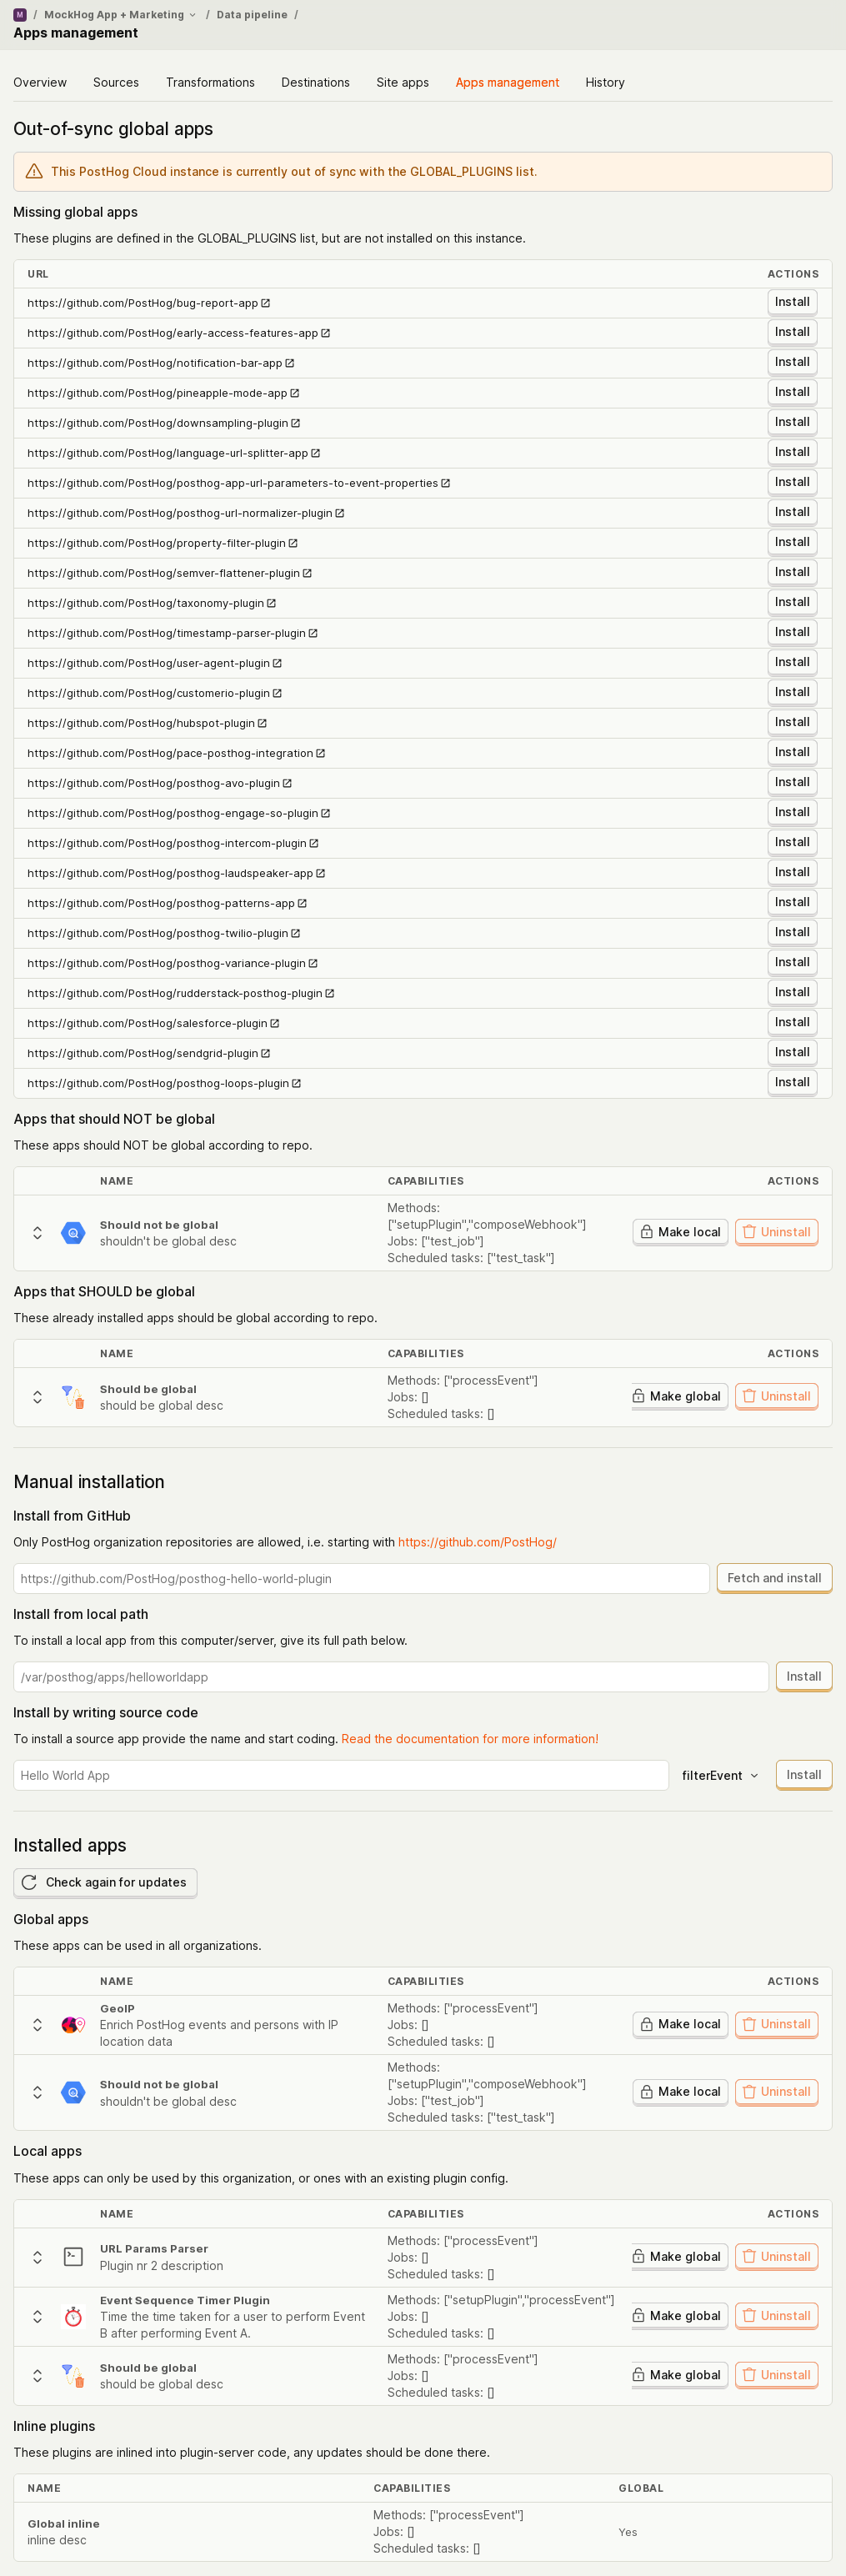 M / MockHog App + Marketing / Data pipeline /
Apps management
Overview Sources Transformations Destinations Site apps Apps management History
Out-of-sync global apps
This PostHog Cloud instance is currently out of sync with the GLOBAL_PLUGINS list.
Missing global apps
These plugins are defined in the GLOBAL_PLUGINS list, but are not installed on this instance.
URL ACTIONS
https://github.com/PostHog/bug-report-app Install
https://github.com/PostHog/early-access-features-app Install
https://github.com/PostHog/notification-bar-app Install
https://github.com/PostHog/pineapple-mode-app Install
https://github.com/PostHog/downsampling-plugin Install
https://github.com/PostHog/language-url-splitter-app Install
https://github.com/PostHog/posthog-app-url-parameters-to-event-properties Install
https://github.com/PostHog/posthog-url-normalizer-plugin Install
https://github.com/PostHog/property-filter-plugin Install
https://github.com/PostHog/semver-flattener-plugin Install
https://github.com/PostHog/taxonomy-plugin Install
https://github.com/PostHog/timestamp-parser-plugin Install
https://github.com/PostHog/user-agent-plugin Install
https://github.com/PostHog/customerio-plugin Install
https://github.com/PostHog/hubspot-plugin Install
https://github.com/PostHog/pace-posthog-integration Install
https://github.com/PostHog/posthog-avo-plugin Install
https://github.com/PostHog/posthog-engage-so-plugin Install
https://github.com/PostHog/posthog-intercom-plugin Install
https://github.com/PostHog/posthog-laudspeaker-app Install
https://github.com/PostHog/posthog-patterns-app Install
https://github.com/PostHog/posthog-twilio-plugin Install
https://github.com/PostHog/posthog-variance-plugin Install
https://github.com/PostHog/rudderstack-posthog-plugin Install
https://github.com/PostHog/salesforce-plugin Install
https://github.com/PostHog/sendgrid-plugin Install
https://github.com/PostHog/posthog-loops-plugin Install
Apps that should NOT be global
These apps should NOT be global according to repo.
NAME CAPABILITIES ACTIONS
Should not be global
shouldn't be global desc
Methods:
["setupPlugin","composeWebhook"]
Jobs: ["test_job"]
Scheduled tasks: ["test_task"]
Make local Uninstall
Apps that SHOULD be global
These already installed apps should be global according to repo.
NAME CAPABILITIES ACTIONS
Should be global
should be global desc
Methods: ["processEvent"]
Jobs: []
Scheduled tasks: []
Make global Uninstall
Manual installation
Install from GitHub
Only PostHog organization repositories are allowed, i.e. starting with https://github.com/PostHog/
https://github.com/PostHog/posthog-hello-world-plugin Fetch and install
Install from local path
To install a local app from this computer/server, give its full path below.
/var/posthog/apps/helloworldapp Install
Install by writing source code
To install a source app provide the name and start coding. Read the documentation for more information!
Hello World App filterEvent Install
Installed apps
Check again for updates
Global apps
These apps can be used in all organizations.
NAME CAPABILITIES ACTIONS
GeoIP
Enrich PostHog events and persons with IP
location data
Methods: ["processEvent"]
Jobs: []
Scheduled tasks: []
Make local Uninstall
Should not be global
shouldn't be global desc
Methods:
["setupPlugin","composeWebhook"]
Jobs: ["test_job"]
Scheduled tasks: ["test_task"]
Make local Uninstall
Local apps
These apps can only be used by this organization, or ones with an existing plugin config.
NAME CAPABILITIES ACTIONS
URL Params Parser
Plugin nr 2 description
Methods: ["processEvent"]
Jobs: []
Scheduled tasks: []
Make global Uninstall
Event Sequence Timer Plugin
Time the time taken for a user to perform Event
B after performing Event A.
Methods: ["setupPlugin","processEvent"]
Jobs: []
Scheduled tasks: []
Make global Uninstall
Should be global
should be global desc
Methods: ["processEvent"]
Jobs: []
Scheduled tasks: []
Make global Uninstall
Inline plugins
These plugins are inlined into plugin-server code, any updates should be done there.
NAME CAPABILITIES GLOBAL
Global inline
inline desc
Methods: ["processEvent"]
Jobs: []
Scheduled tasks: []
Yes